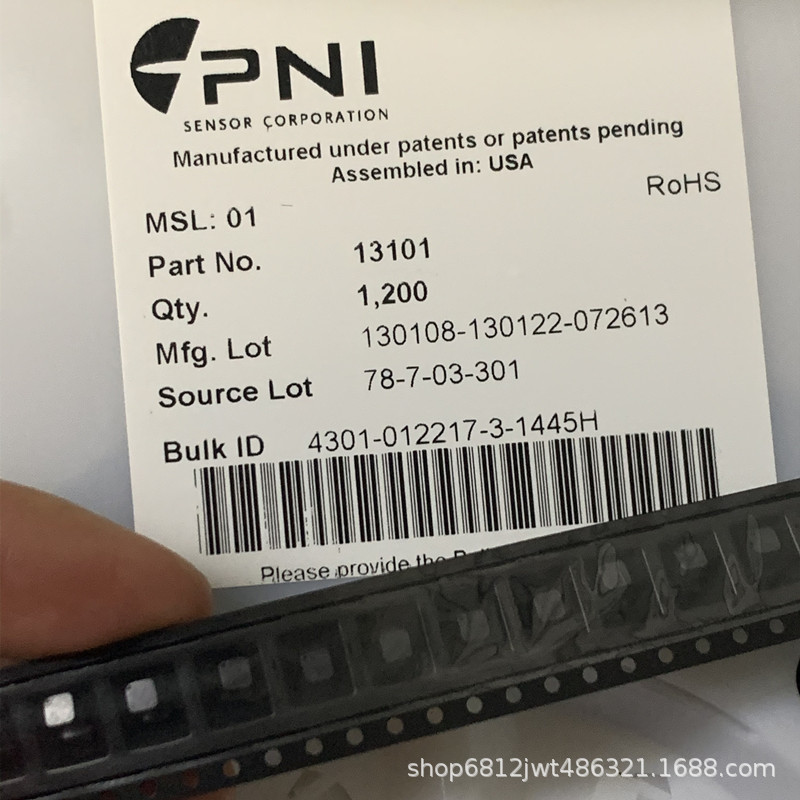 PNI
SENSOR CORPORATION
Manufactured under patents or patents pending
Assembled in: USA
RoHS
MSL: 01
Part No. 13101
Qty. 1,200
Mfg. Lot 130108-130122-072613
Source Lot 78-7-03-301
Bulk ID 4301-012217-3-1445H
Please provide the
shop6812jwt486321.1688.com